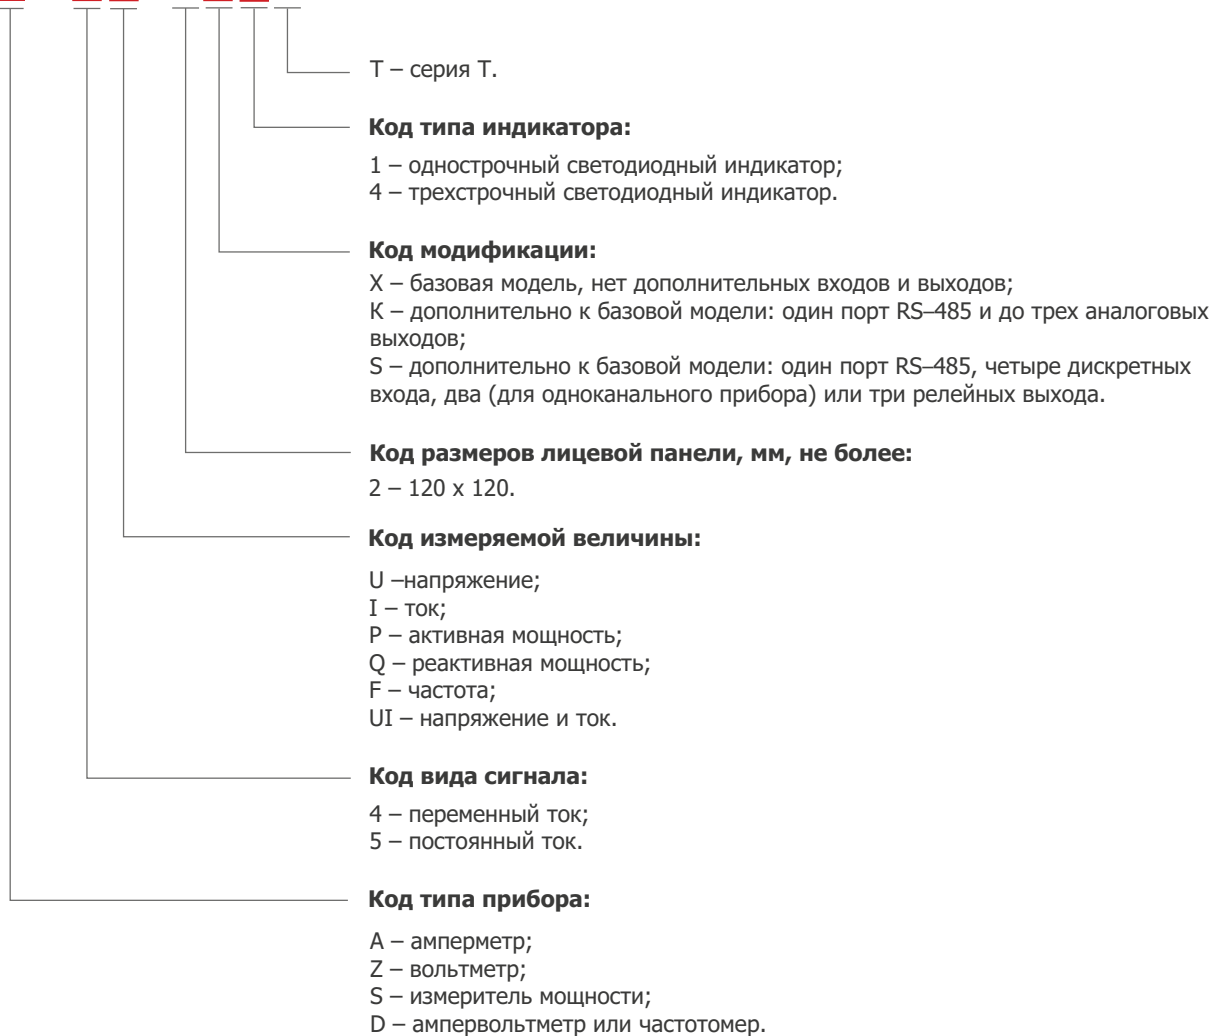 Т – серия Т.
Код типа индикатора:
1 – однострочный светодиодный индикатор;
4 – трехстрочный светодиодный индикатор.
Код модификации:
X – базовая модель, нет дополнительных входов и выходов;
К – дополнительно к базовой модели: один порт RS–485 и до трех аналоговых
выходов;
S – дополнительно к базовой модели: один порт RS–485, четыре дискретных
входа, два (для одноканального прибора) или три релейных выхода.
Код размеров лицевой панели, мм, не более:
2 – 120 х 120.
Код измеряемой величины:
U –напряжение;
I – ток;
P – активная мощность;
Q – реактивная мощность;
F – частота;
UI – напряжение и ток.
Код вида сигнала:
4 – переменный ток;
5 – постоянный ток.
Код типа прибора:
A – амперметр;
Z – вольтметр;
S – измеритель мощности;
D – ампервольтметр или частотомер.